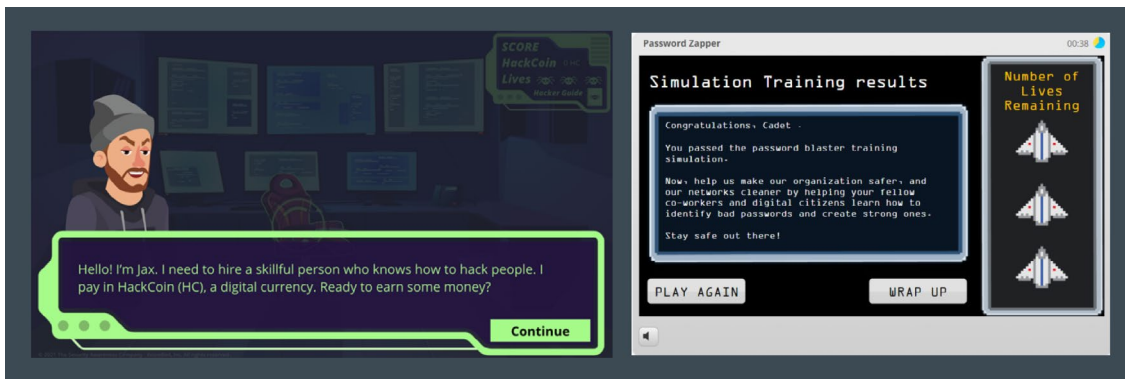 SCORE
HackCoin 0 HC
Lives
Hacker Guide
Hello! I'm Jax. I need to hire a skillful person who knows how to hack people. I
pay in HackCoin (HC), a digital currency. Ready to earn some money?
Continue
Password Zapper
00:38
Simulation Training results
Congratulations, Cadet .
You passed the password blaster training
simulation.
Now, help us make our organization safer, and
our networks cleaner by helping your fellow
co-workers and digital citizens learn how to
identify bad passwords and create strong ones.
Stay safe out there!
PLAY AGAIN
WRAP UP
Number of
Lives
Remaining